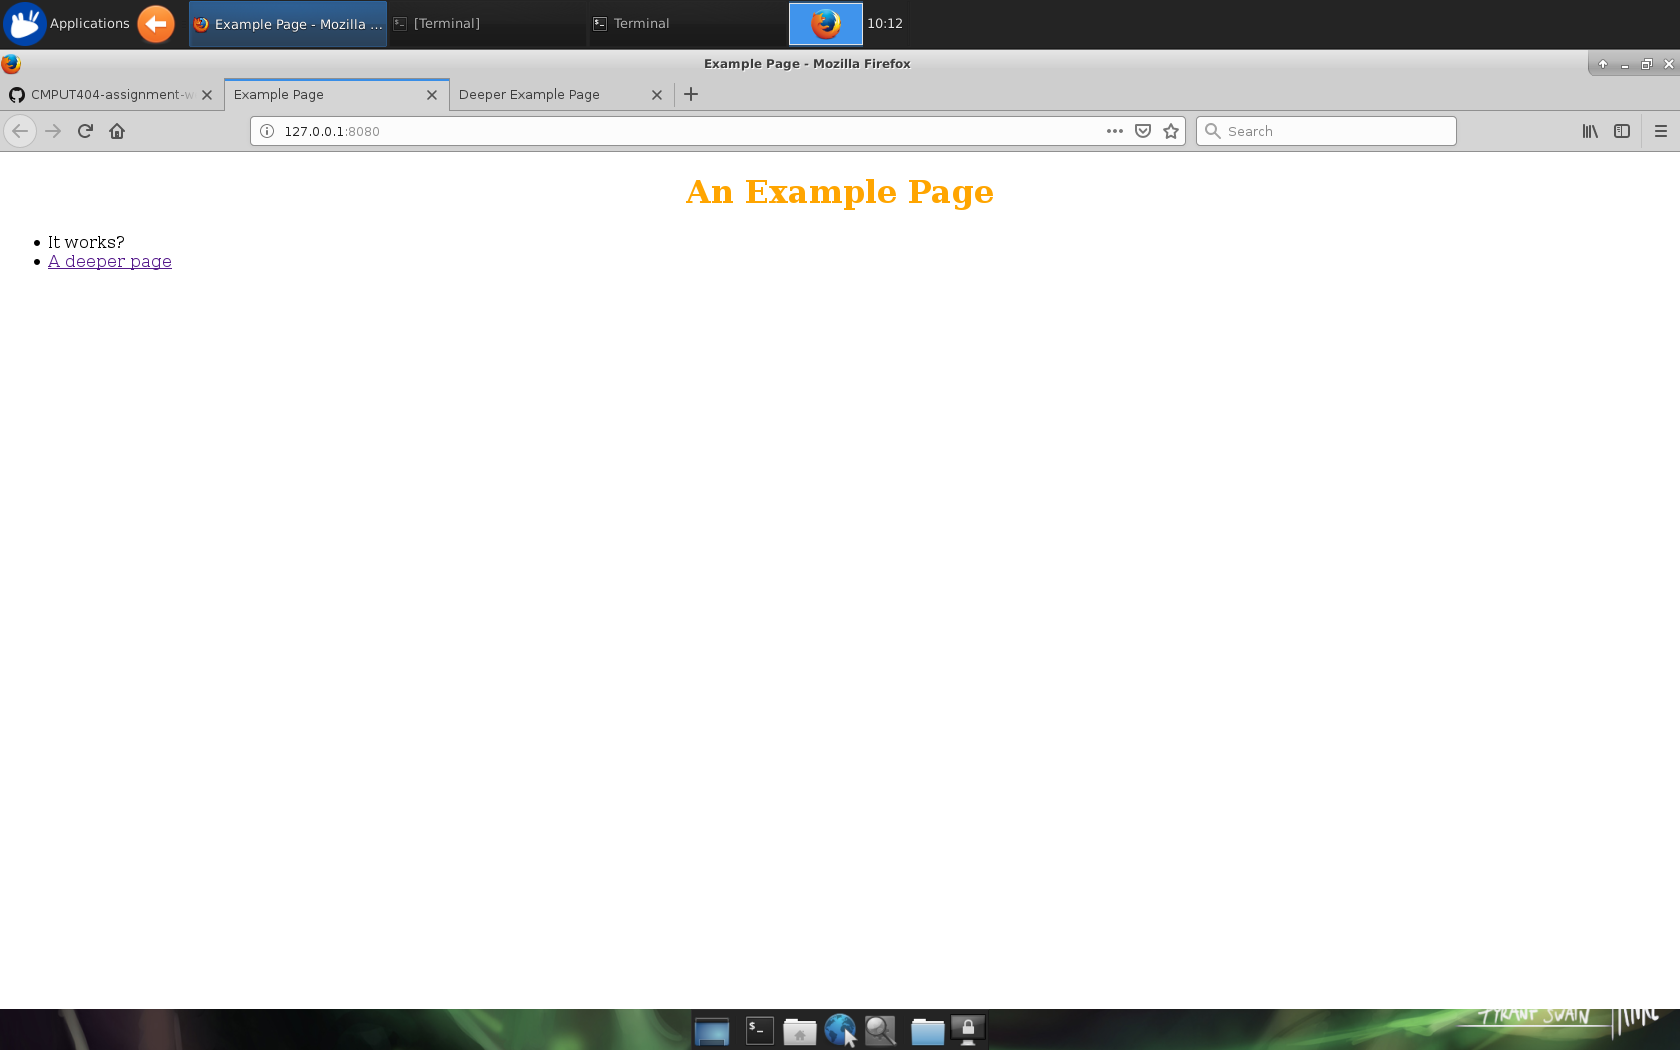 Applications
Example Page - Mozilla ...
[Terminal]
Terminal
10:12
Example Page - Mozilla Firefox
CMPUT404-assignment-w
Example Page
Deeper Example Page
127.0.0.1:8080
Search
An Example Page
It works?
A deeper page
$_